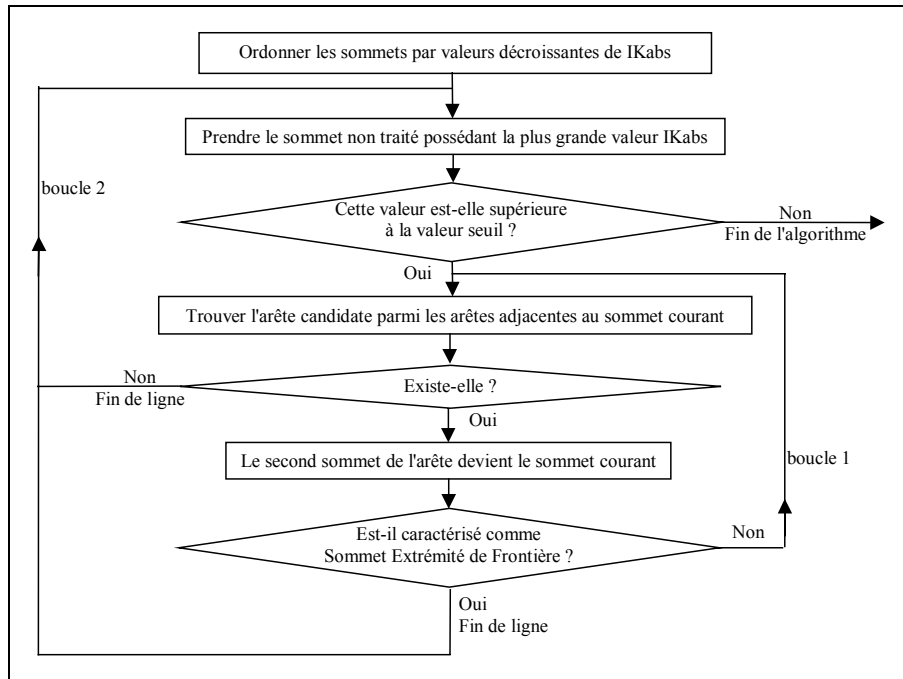 Ordonner les sommets par valeurs décroissantes de IKabs
Prendre le sommet non traité possédant la plus grande valeur IKabs
boucle 2
Cette valeur est-elle supérieure
à la valeur seuil ?
Non
Fin de l'algorithme
Oui
Trouver l'arête candidate parmi les arêtes adjacentes au sommet courant
Non
Fin de ligne
Existe-elle ?
Oui
Le second sommet de l'arête devient le sommet courant
boucle 1
Est-il caractérisé comme
Sommet Extrémité de Frontière ?
Non
Oui
Fin de ligne